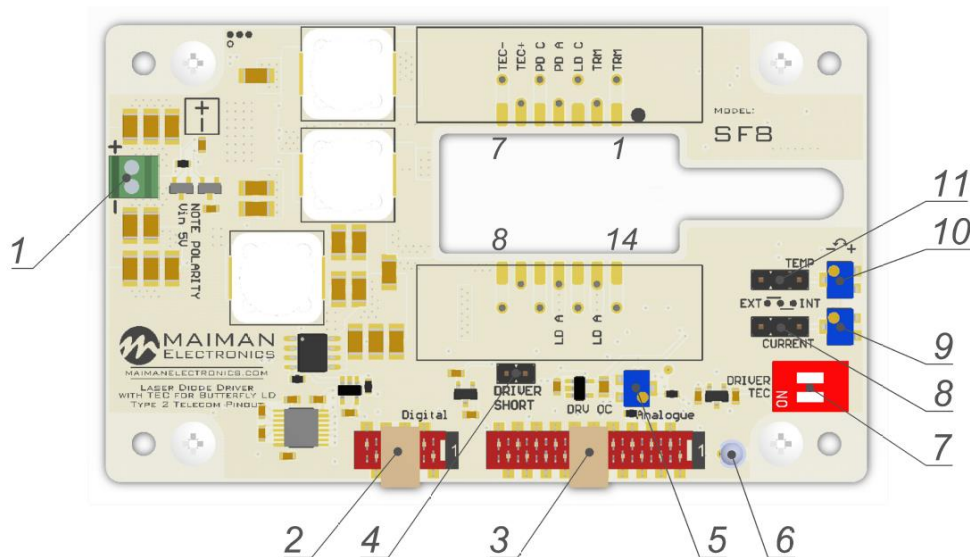 TEC-
TEC+
PD C
PD A
LD C
TRM
TRM
MODEL:
SF8
7
1
+
-
+
-
1
NOTE POLARITY
Vin 5V
8
14
11
10
- +
TEMP
EXT
INT
CURRENT
9
8
7
LD A
LD A
MAIMAN
ELECTRONICS
MAIMANELECTRONICS.COM
LASER DIODE DRIVER
WITH TEC FOR BUTTERFLY LD
TYPE 2 TELECOM PINOUT
DRIVER
SHORT
DRV OC
DRIVER
TEC
ON
Digital
Analogue
1
1
2
4
3
5
6